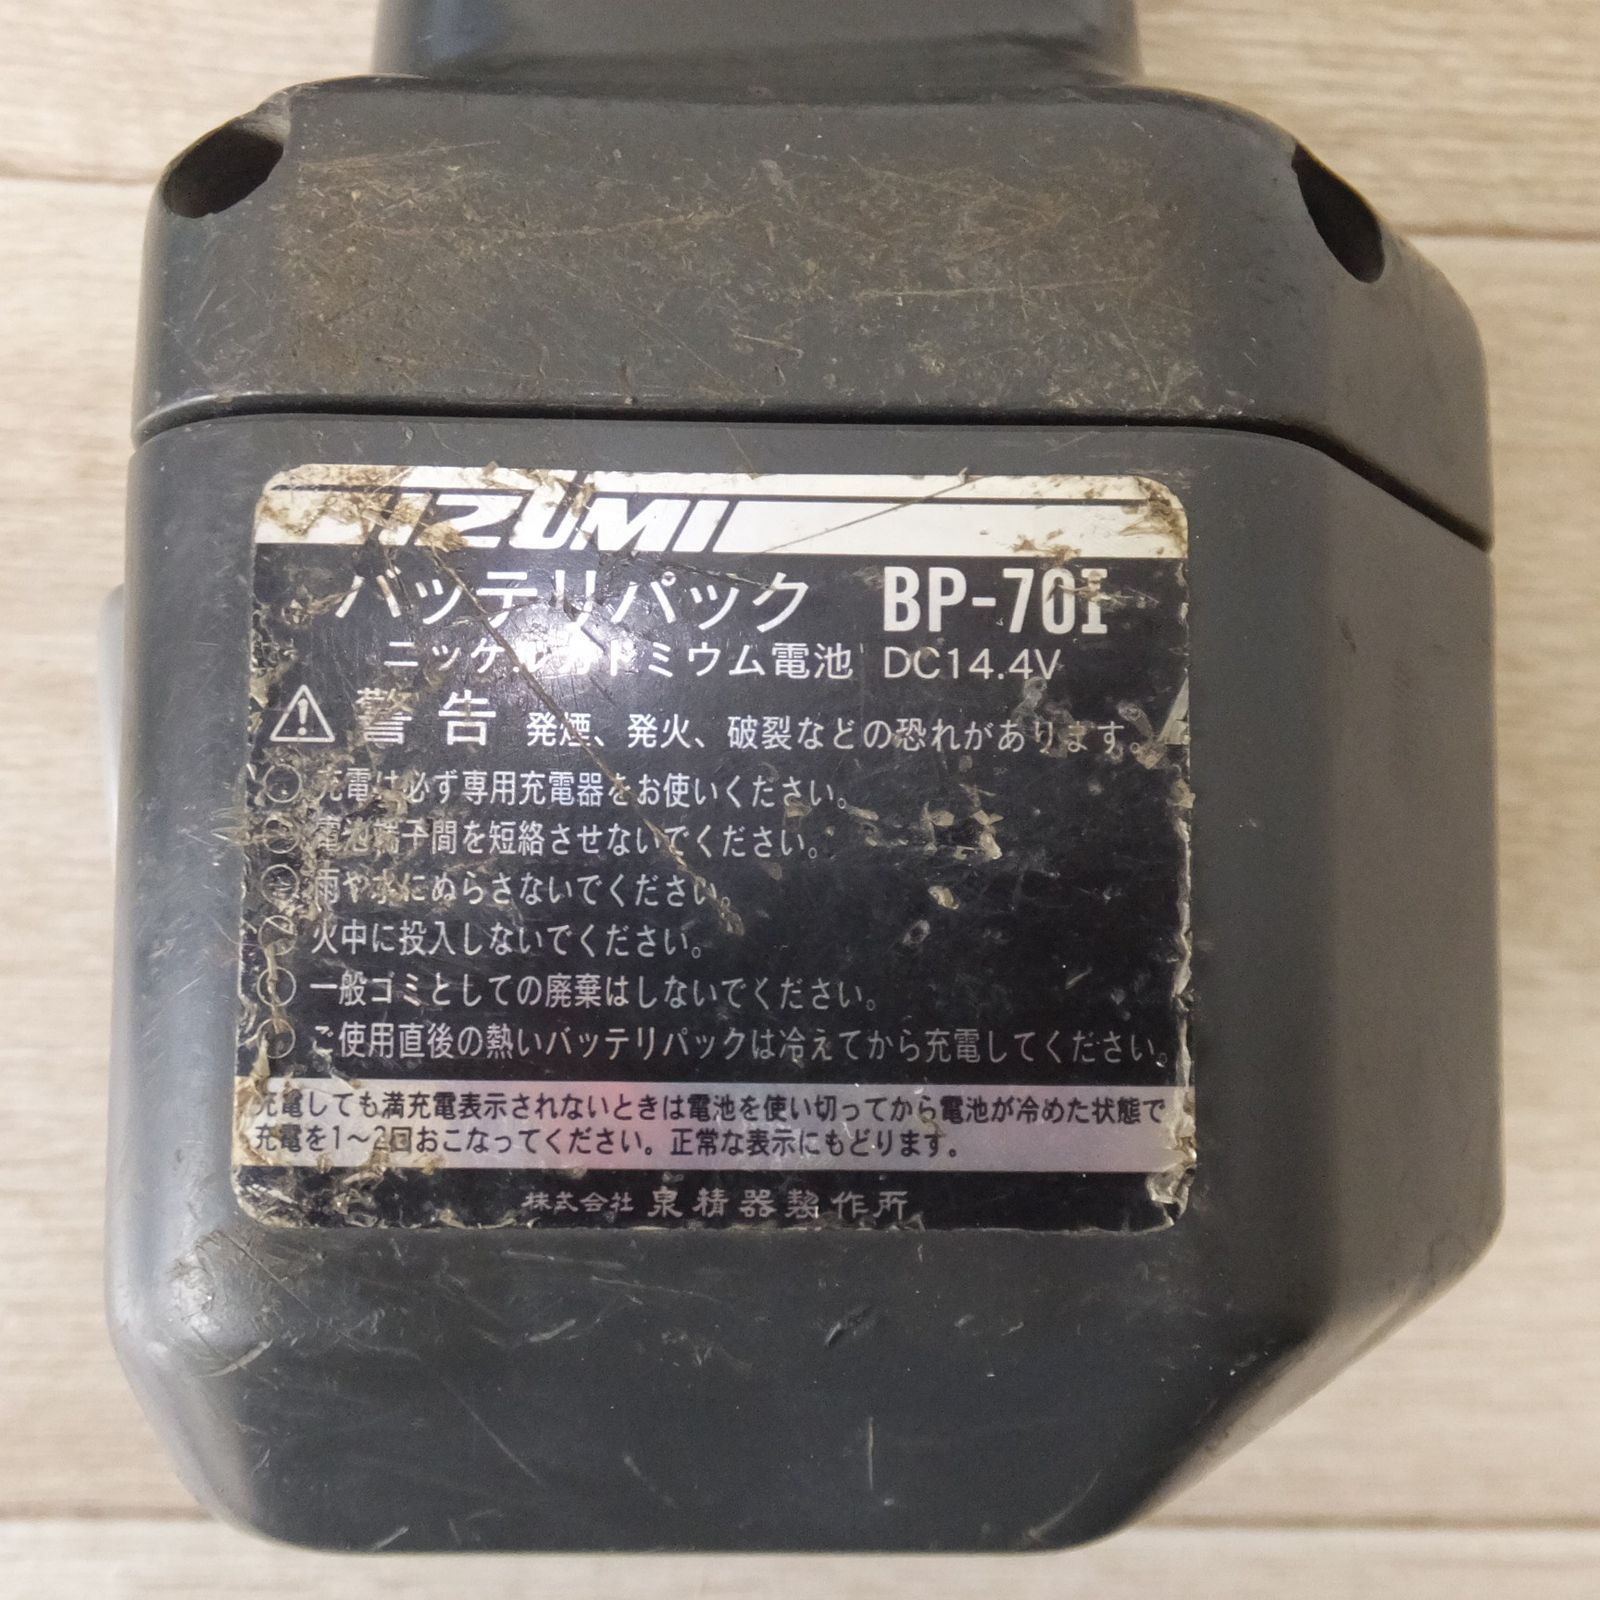 IZUMI
バッテリパック BP-70I
ニッケルカドミウム電池 DC14.4V
警告 発煙、発火、破裂などの恐れがあります。
○ 充電は必ず専用充電器をお使いください。
○ 電池端子間を短絡させないでください。
○ 雨や水にぬらさないでください。
○ 火中に投入しないでください。
○ 一般ゴミとしての廃棄はしないでください。
○ ご使用直後の熱いバッテリパックは冷えてから充電してください。
充電しても満充電表示されないときは電池を使い切ってから電池が冷めた状態で
充電を1〜2回おこなってください。正常な表示にもどります。
株式会社 泉精器製作所